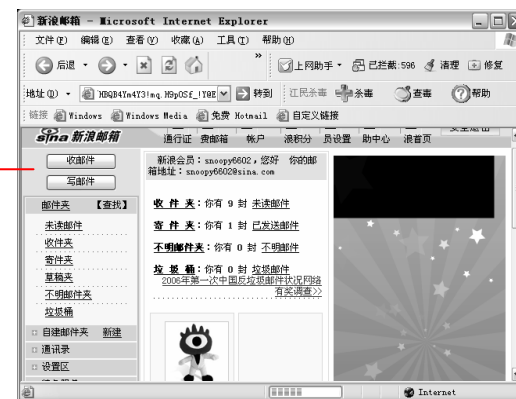 新浪邮箱 - Microsoft Internet Explorer
文件(F) 编辑(E) 查看(V) 收藏(A) 工具(T) 帮助(H)
后退 » 上网助手 已拦截:596 清理 修复
地址(D) 转到 江民杀毒 杀毒 查毒 帮助
链接 Windows Windows Media 免费 Hotmail 自定义链接
sina 新浪邮箱 通行证 费邮箱 帐户 浪积分 员设置 助中心 浪首页
收邮件
写邮件
邮件夹 【查找】
未读邮件
收件夹
寄件夹
草稿夹
不明邮件夹
垃圾桶
自建邮件夹 新建
通讯录
设置区
新浪会员：snoopy6602，您好 你的邮
箱地址：snoopy6602@sina.com
收 件 夹：你有 9 封 未读邮件
寄 件 夹：你有 1 封 已发送邮件
不明邮件夹：你有 0 封 不明邮件
垃 圾 桶：你有 0 封 垃圾邮件
2006年第一次中国反垃圾邮件状况网络
有奖调查>>
Internet